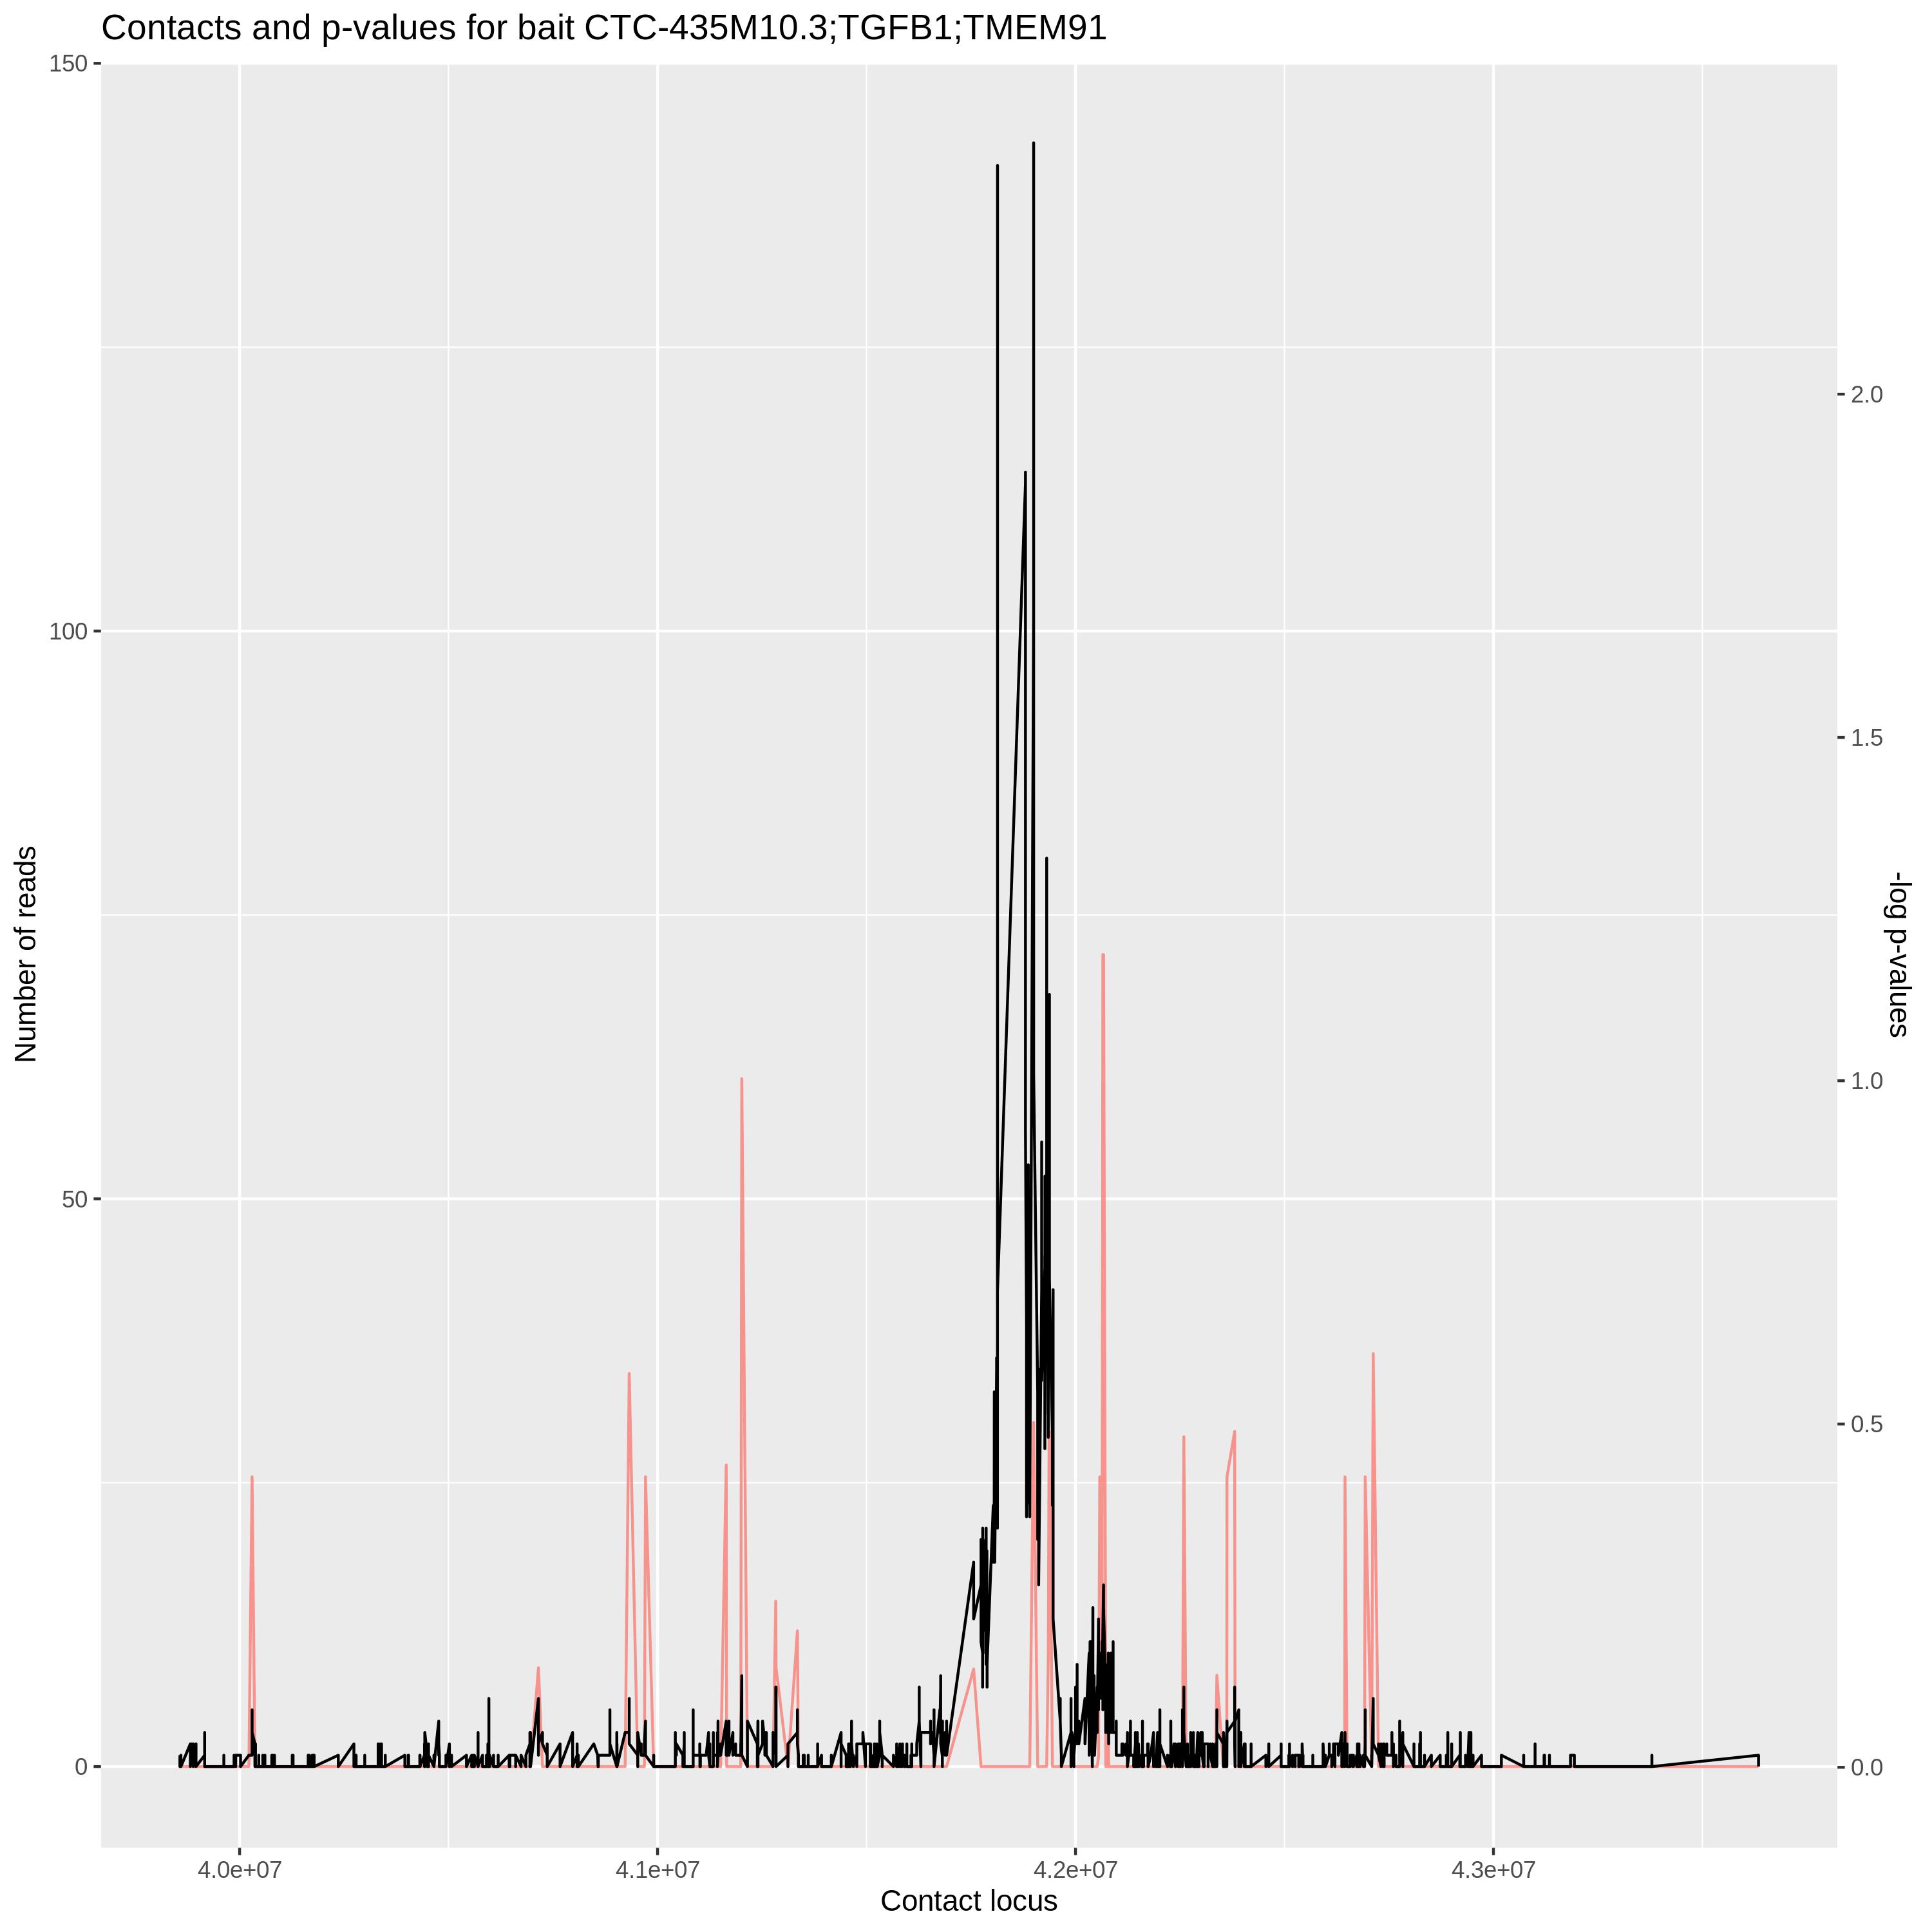 Contacts and p-values for bait CTC-435M10.3;TGFB1;TMEM91
150
100
50
0
Number of reads
2.0
1.5
1.0
0.5
0.0
-log p-values
4.0e+07 4.1e+07 4.2e+07 4.3e+07
Contact locus